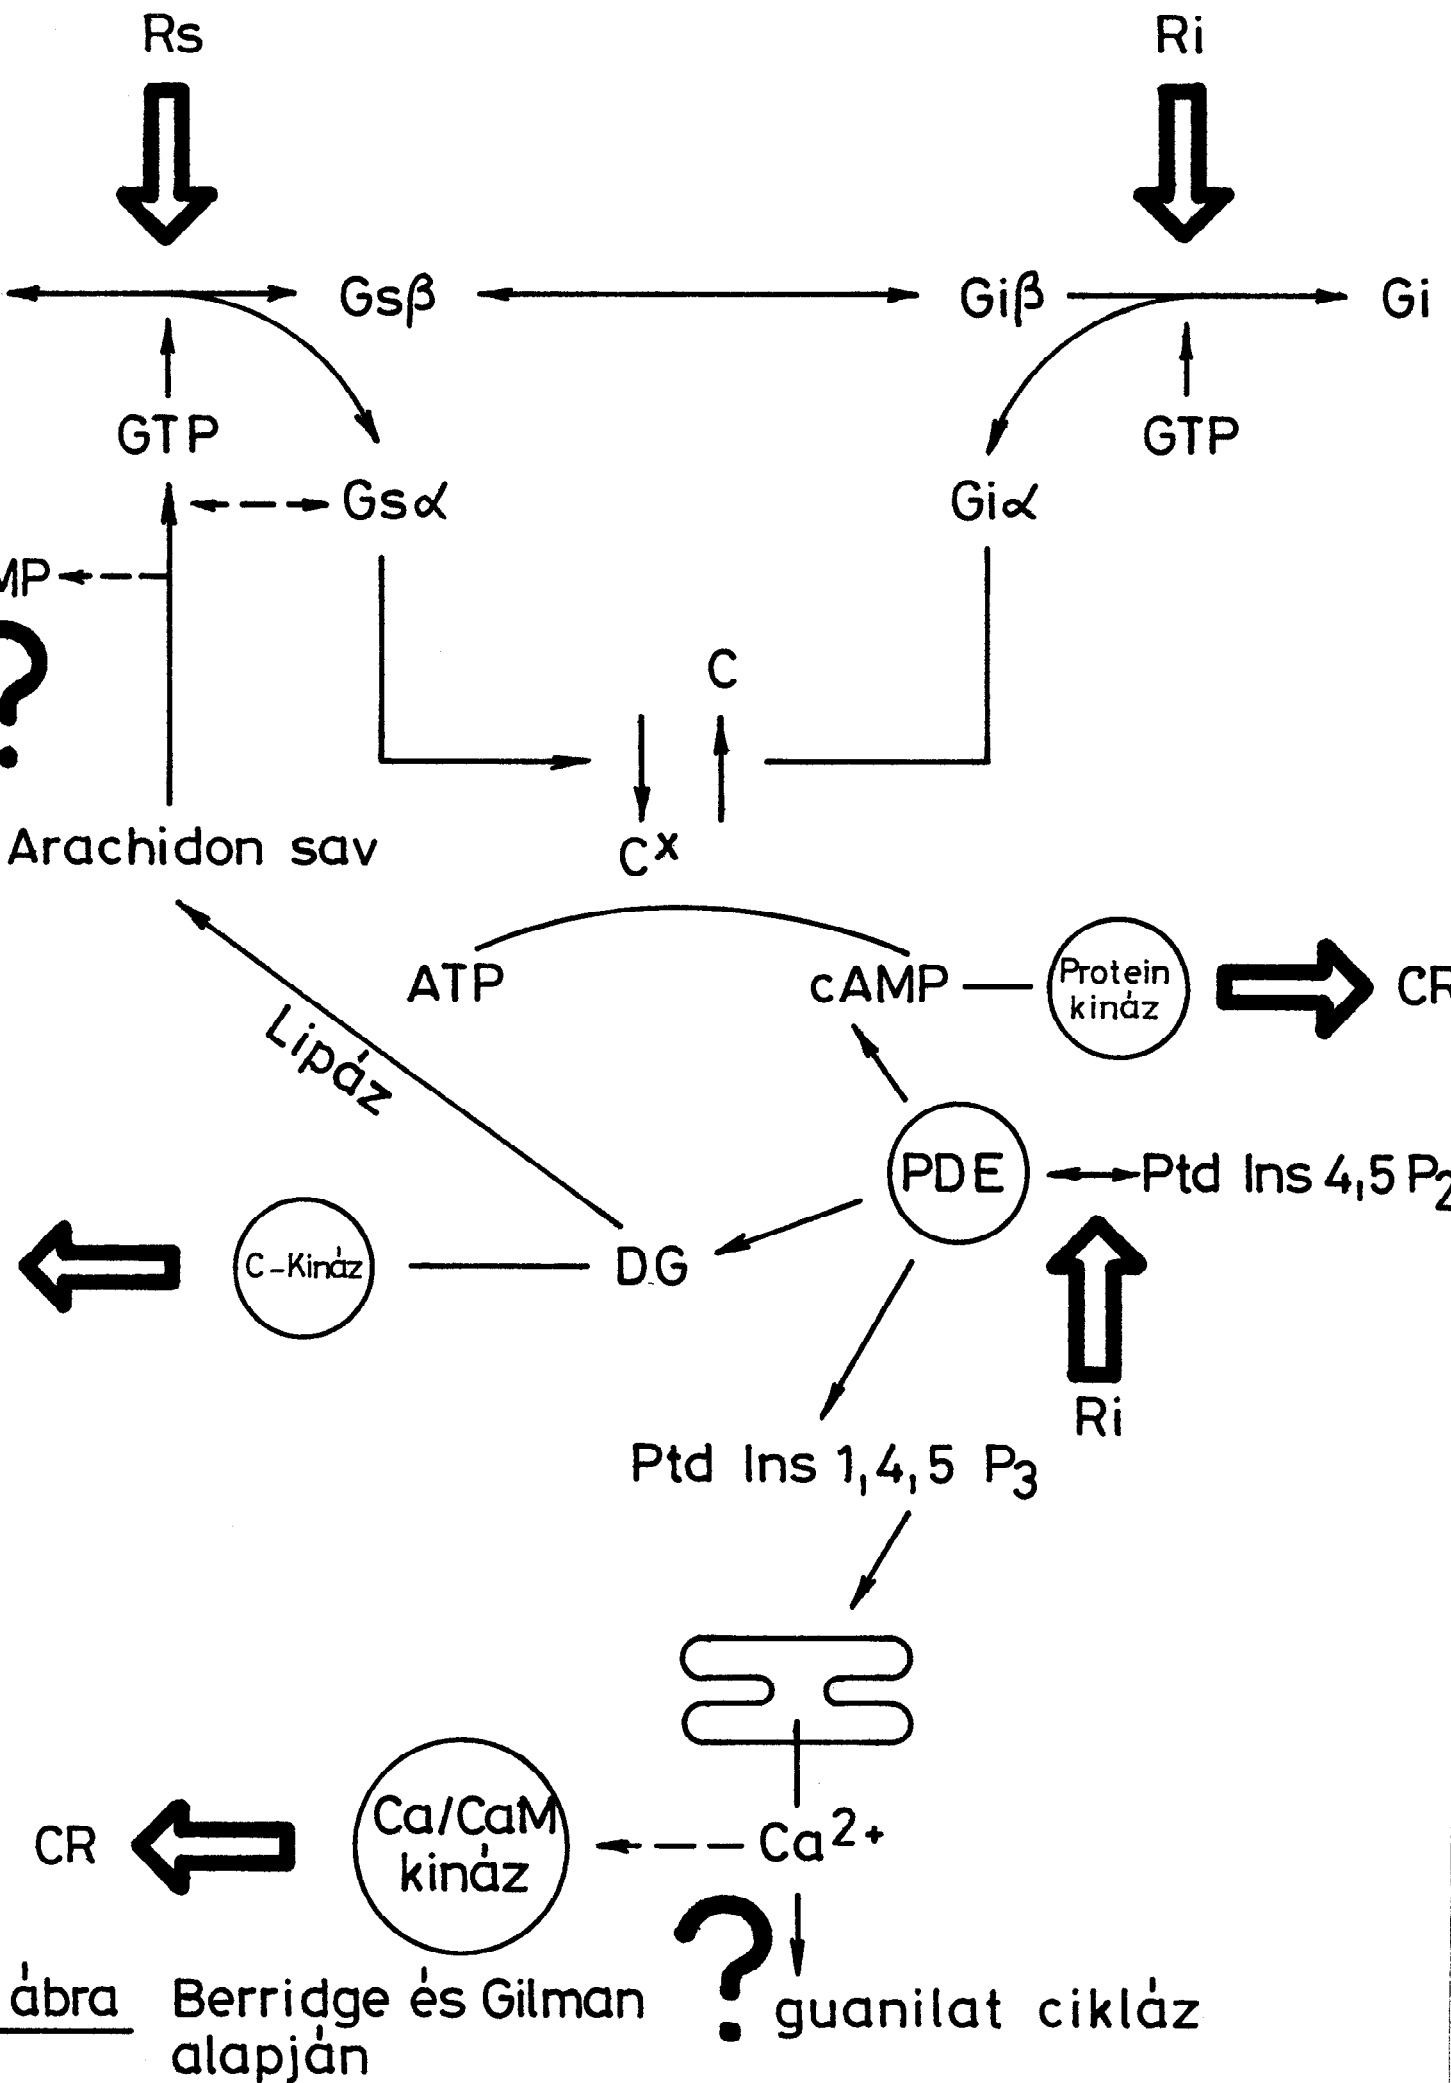 Rs
Ri
Gsβ
Giβ
Gi
GTP
GTP
Gsα
Giα
MP
?
C
Arachidon sav
Cˣ
ATP
cAMP
Protein
kináz
CR
Lipáz
PDE
Ptd Ins 4,5 P₂
C-Kináz
DG
Ri
Ptd Ins 1,4,5 P₃
Ca/CaM
kináz
CR
Ca²⁺
?
ábra Berridge és Gilman
alapján
guanilat cikláz